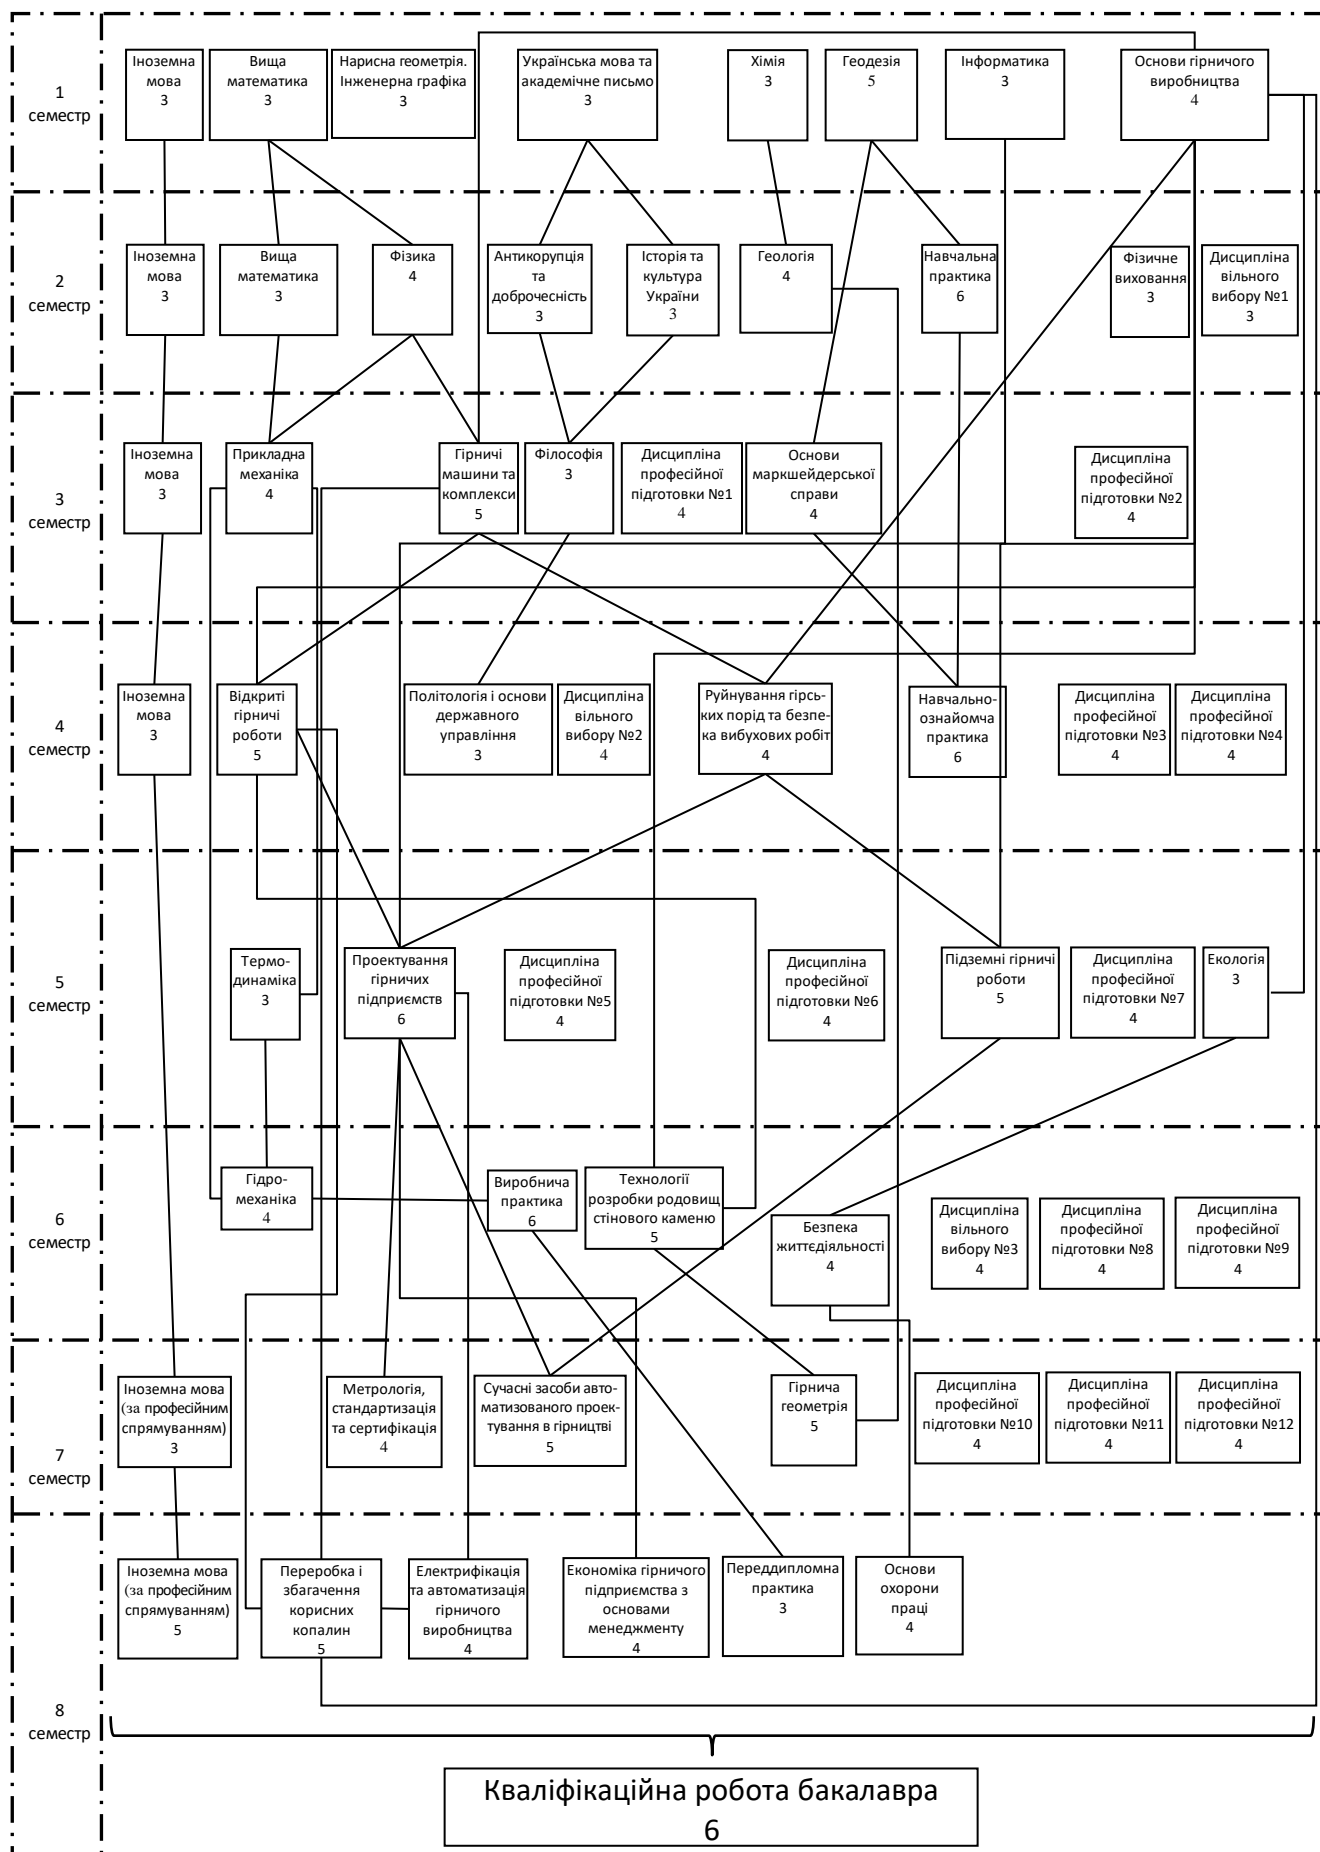 1
семестр
Іноземна
мова
3
Вища
математика
3
Нарисна геометрія.
Інженерна графіка
3
Українська мова та
академічне письмо
3
Хімія
3
Геодезія
5
Інформатика
3
Основи гірничого
виробництва
4
2
семестр
Іноземна
мова
3
Вища
математика
3
Фізика
4
Антикорупція
та
доброчесність
3
Історія та
культура
України
3
Геологія
4
Навчальна
практика
6
Фізичне
виховання
3
Дисципліна
вільного
вибору №1
3
3
семестр
Іноземна
мова
3
Прикладна
механіка
4
Гірничі
машини та
комплекси
5
Філософія
3
Дисципліна
професійної
підготовки №1
4
Основи
маркшейдерської
справи
4
Дисципліна
професійної
підготовки №2
4
4
семестр
Іноземна
мова
3
Відкриті
гірничі
роботи
5
Політологія і основи
державного
управління
3
Дисципліна
вільного
вибору №2
4
Руйнування гірсь-
ких порід та безпе-
ка вибухових робіт
4
Навчально-
ознайомча
практика
6
Дисципліна
професійної
підготовки №3
4
Дисципліна
професійної
підготовки №4
4
5
семестр
Термо-
динаміка
3
Проектування
гірничих
підприємств
6
Дисципліна
професійної
підготовки №5
4
Дисципліна
професійної
підготовки №6
4
Підземні гірничі
роботи
5
Дисципліна
професійної
підготовки №7
4
Екологія
3
6
семестр
Гідро-
механіка
4
Виробнича
практика
6
Технології
розробки родовищ
стінового каменю
5
Безпека
життєдіяльності
4
Дисципліна
вільного
вибору №3
4
Дисципліна
професійної
підготовки №8
4
Дисципліна
професійної
підготовки №9
4
7
семестр
Іноземна мова
(за професійним
спрямуванням)
3
Метрологія,
стандартизація
та сертифікація
4
Сучасні засоби авто-
матизованого проек-
тування в гірництві
5
Гірнича
геометрія
5
Дисципліна
професійної
підготовки №10
4
Дисципліна
професійної
підготовки №11
4
Дисципліна
професійної
підготовки №12
4
8
семестр
Іноземна мова
(за професійним
спрямуванням)
5
Переробка і
збагачення
корисних
копалин
5
Електрифікація
та автоматизація
гірничого
виробництва
4
Економіка гірничого
підприємства з
основами
менеджменту
4
Переддипломна
практика
3
Основи
охорони
праці
4
Кваліфікаційна робота бакалавра
6